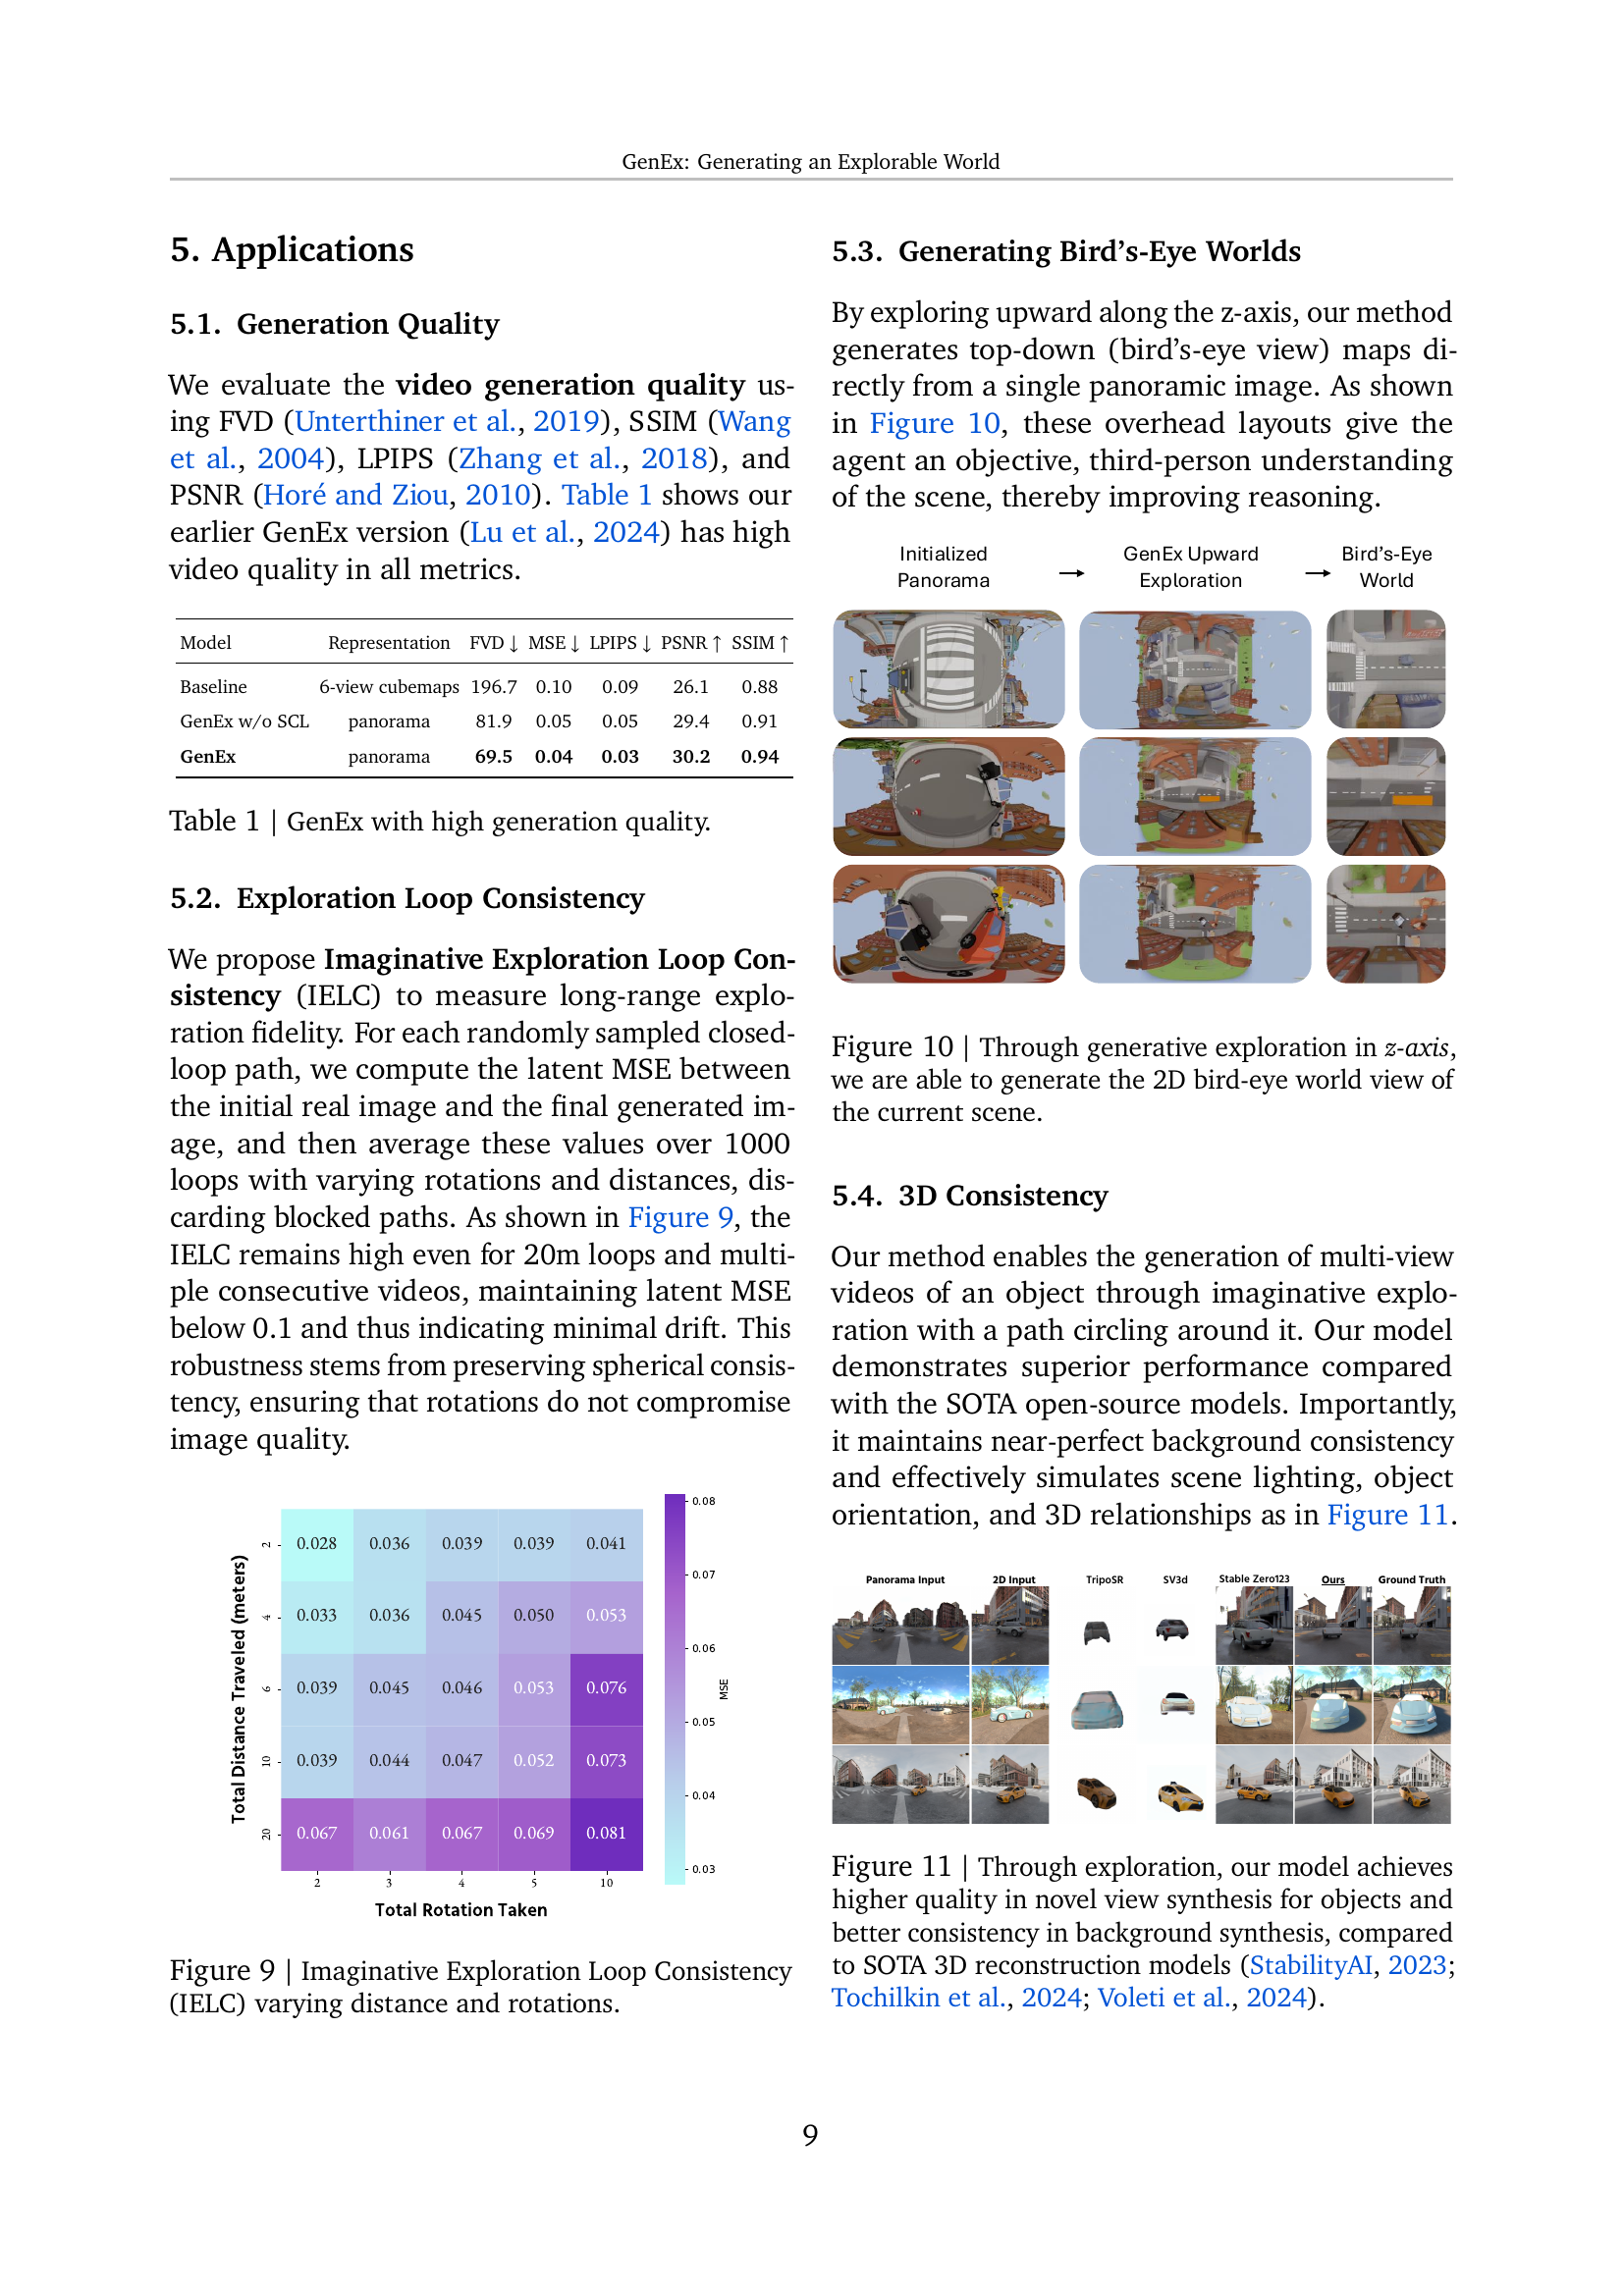 GenEx: Generating an Explorable World
5. Applications
5.1. Generation Quality
We evaluate the video generation quality us-
ing FVD (Unterthiner et al., 2019), SSIM (Wang
et al., 2004), LPIPS (Zhang et al., 2018), and
PSNR (Horé and Ziou, 2010). Table 1 shows our
earlier GenEx version (Lu et al., 2024) has high
video quality in all metrics.
Model Representation FVD ↓ MSE ↓ LPIPS ↓ PSNR ↑ SSIM ↑
Baseline 6-view cubemaps 196.7 0.10 0.09 26.1 0.88
GenEx w/o SCL panorama 81.9 0.05 0.05 29.4 0.91
GenEx panorama 69.5 0.04 0.03 30.2 0.94
Table 1 | GenEx with high generation quality.
5.2. Exploration Loop Consistency
We propose Imaginative Exploration Loop Con-
sistency (IELC) to measure long-range explo-
ration fidelity. For each randomly sampled closed-
loop path, we compute the latent MSE between
the initial real image and the final generated im-
age, and then average these values over 1000
loops with varying rotations and distances, dis-
carding blocked paths. As shown in Figure 9, the
IELC remains high even for 20m loops and multi-
ple consecutive videos, maintaining latent MSE
below 0.1 and thus indicating minimal drift. This
robustness stems from preserving spherical consis-
tency, ensuring that rotations do not compromise
image quality.
Total Distance Traveled (meters)
2 0.028 0.036 0.039 0.039 0.041
4 0.033 0.036 0.045 0.050 0.053
6 0.039 0.045 0.046 0.053 0.076
10 0.039 0.044 0.047 0.052 0.073
20 0.067 0.061 0.067 0.069 0.081
2 3 4 5 10
Total Rotation Taken
0.08
0.07
0.06
0.05
0.04
0.03
MSE
Figure 9 | Imaginative Exploration Loop Consistency
(IELC) varying distance and rotations.
5.3. Generating Bird's-Eye Worlds
By exploring upward along the z-axis, our method
generates top-down (bird's-eye view) maps di-
rectly from a single panoramic image. As shown
in Figure 10, these overhead layouts give the
agent an objective, third-person understanding
of the scene, thereby improving reasoning.
Initialized
Panorama
→
GenEx Upward
Exploration
→
Bird's-Eye
World
Figure 10 | Through generative exploration in z-axis,
we are able to generate the 2D bird-eye world view of
the current scene.
5.4. 3D Consistency
Our method enables the generation of multi-view
videos of an object through imaginative explo-
ration with a path circling around it. Our model
demonstrates superior performance compared
with the SOTA open-source models. Importantly,
it maintains near-perfect background consistency
and effectively simulates scene lighting, object
orientation, and 3D relationships as in Figure 11.
Panorama Input 2D Input TripoSR SV3d Stable Zero123 Ours Ground Truth
Figure 11 | Through exploration, our model achieves
higher quality in novel view synthesis for objects and
better consistency in background synthesis, compared
to SOTA 3D reconstruction models (StabilityAI, 2023;
Tochilkin et al., 2024; Voleti et al., 2024).
9